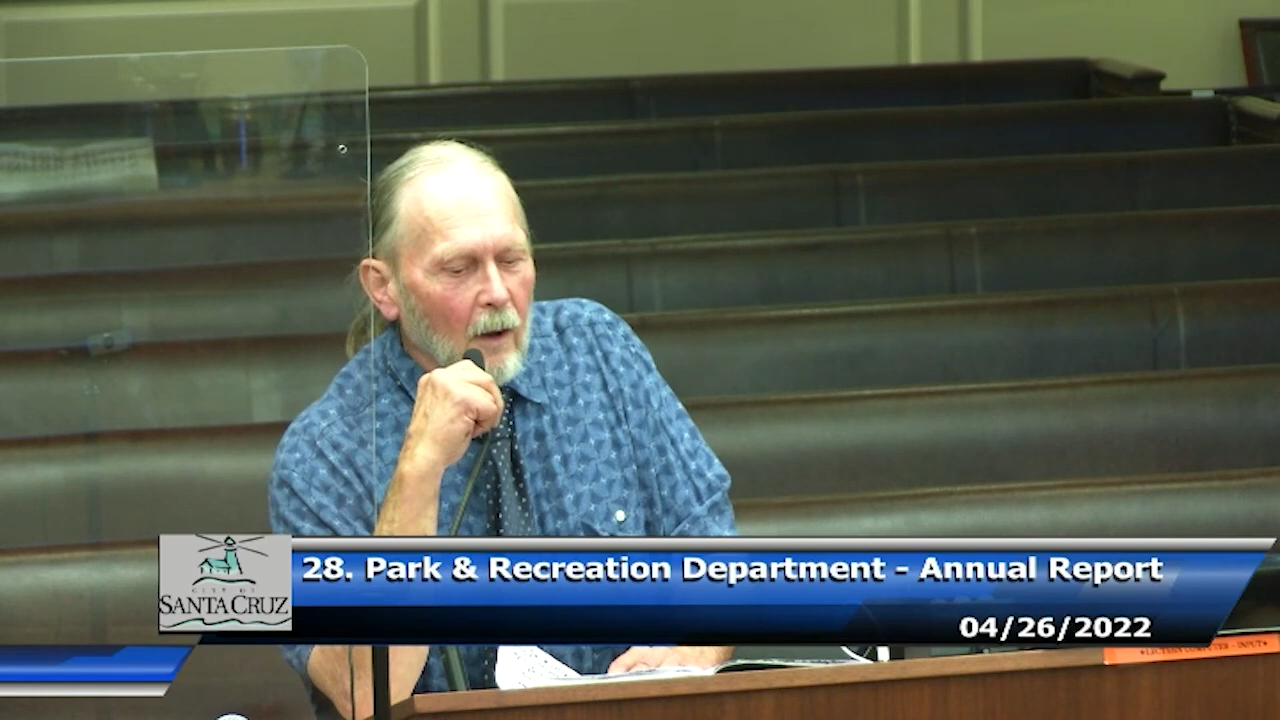 28. Park & Recreation Department - Annual Report
CITY OF
SANTA CRUZ
04/26/2022